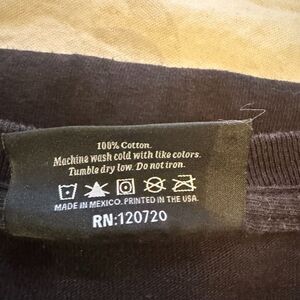 100% Cotton.
Machine wash cold with like colors.
Tumble dry low. Do not iron.
MADE IN MEXICO. PRINTED IN THE USA.
RN:120720